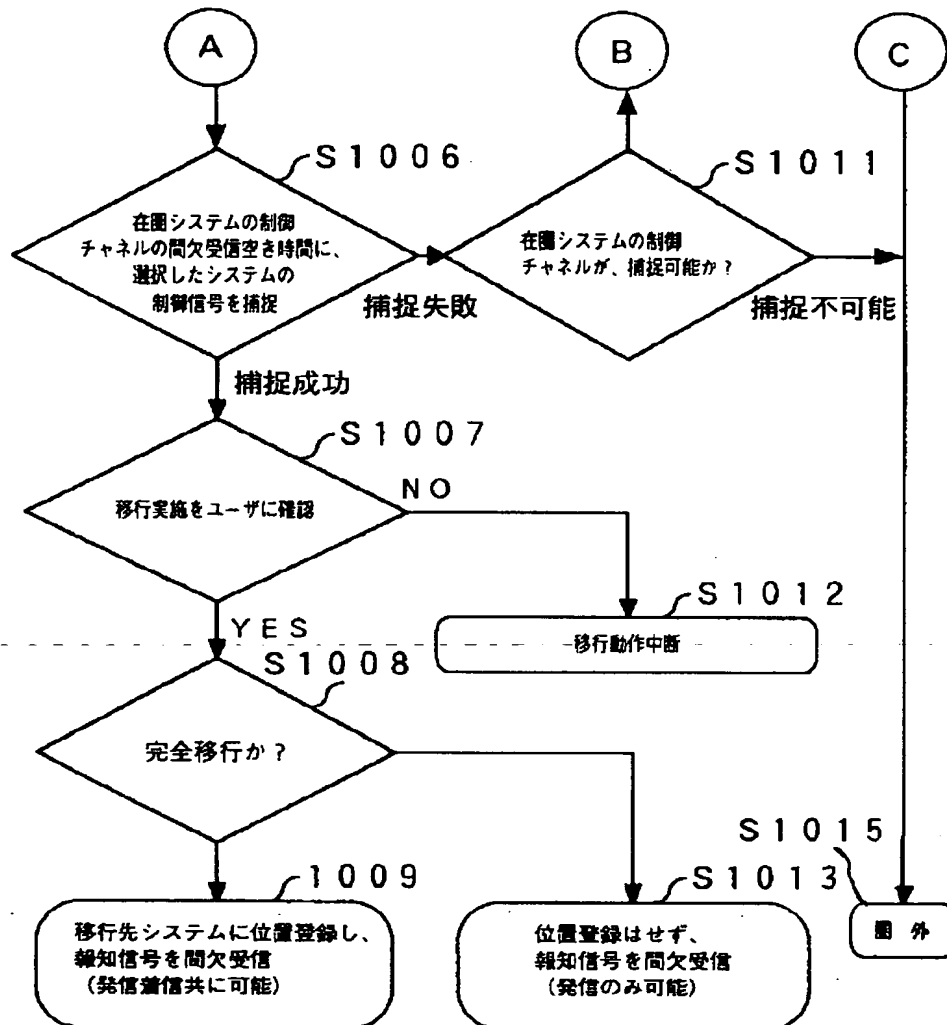 A
B
C
S1006
在圏システムの制御
チャネルの間欠受信空き時間に、
選択したシステムの
制御信号を捕捉
S1011
在圏システムの制御
チャネルが、捕捉可能か?
捕捉失敗
捕捉不可能
捕捉成功
S1007
移行実施をユーザに確認
NO
S1012
移行動作中断
YES
S1008
完全移行か?
S1015
圏 外
1009
移行先システムに位置登録し、
報知信号を間欠受信
(発信着信共に可能)
S1013
位置登録はせず、
報知信号を間欠受信
(発信のみ可能)